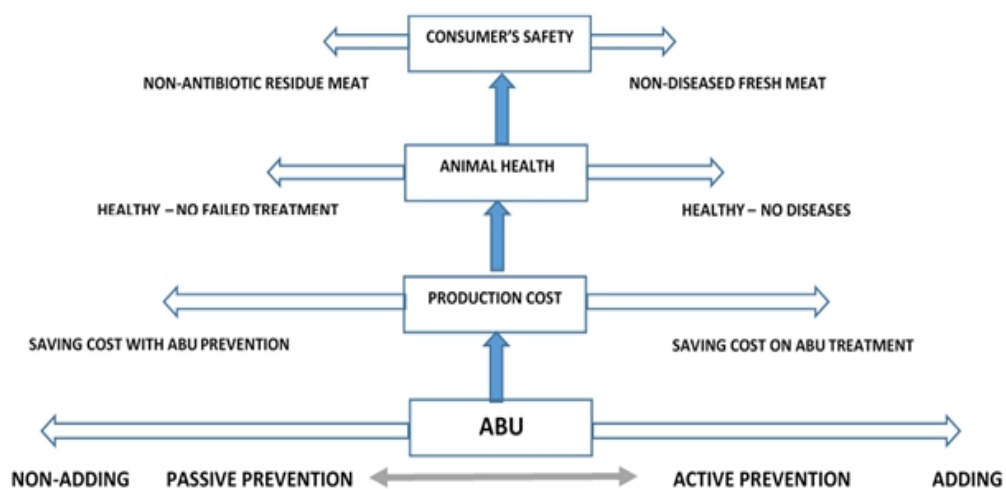 CONSUMER'S SAFETY
NON-ANTIBIOTIC RESIDUE MEAT
NON-DISEASED FRESH MEAT
ANIMAL HEALTH
HEALTHY – NO FAILED TREATMENT
HEALTHY – NO DISEASES
PRODUCTION COST
SAVING COST WITH ABU PREVENTION
SAVING COST ON ABU TREATMENT
ABU
NON-ADDING PASSIVE PREVENTION ACTIVE PREVENTION ADDING